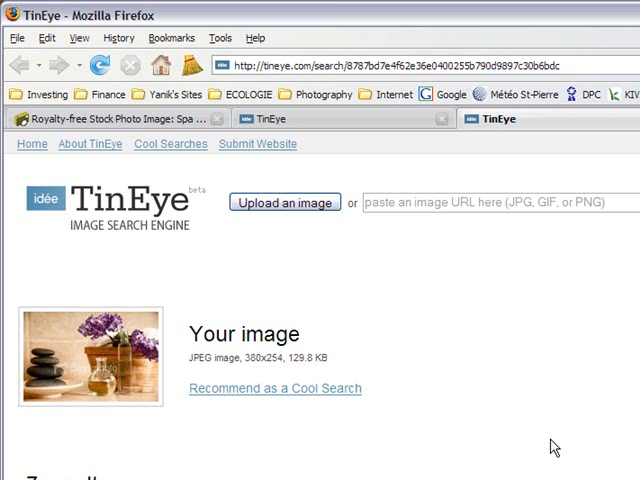 TinEye - Mozilla Firefox
File Edit View History Bookmarks Tools Help
http://tineye.com/search/8787bd7e4f62e36e0400255b790d9897c30b6bdc
Investing Finance Yanik's Sites ECOLOGIE Photography Internet Google Météo St-Pierre DPC KIV
Royalty-free Stock Photo Image: Spa ... TinEye TinEye
Home About TinEye Cool Searches Submit Website
idée TinEye beta
IMAGE SEARCH ENGINE
Upload an image or paste an image URL here (JPG, GIF, or PNG)
Your image
JPEG image, 380x254, 129.8 KB
Recommend as a Cool Search